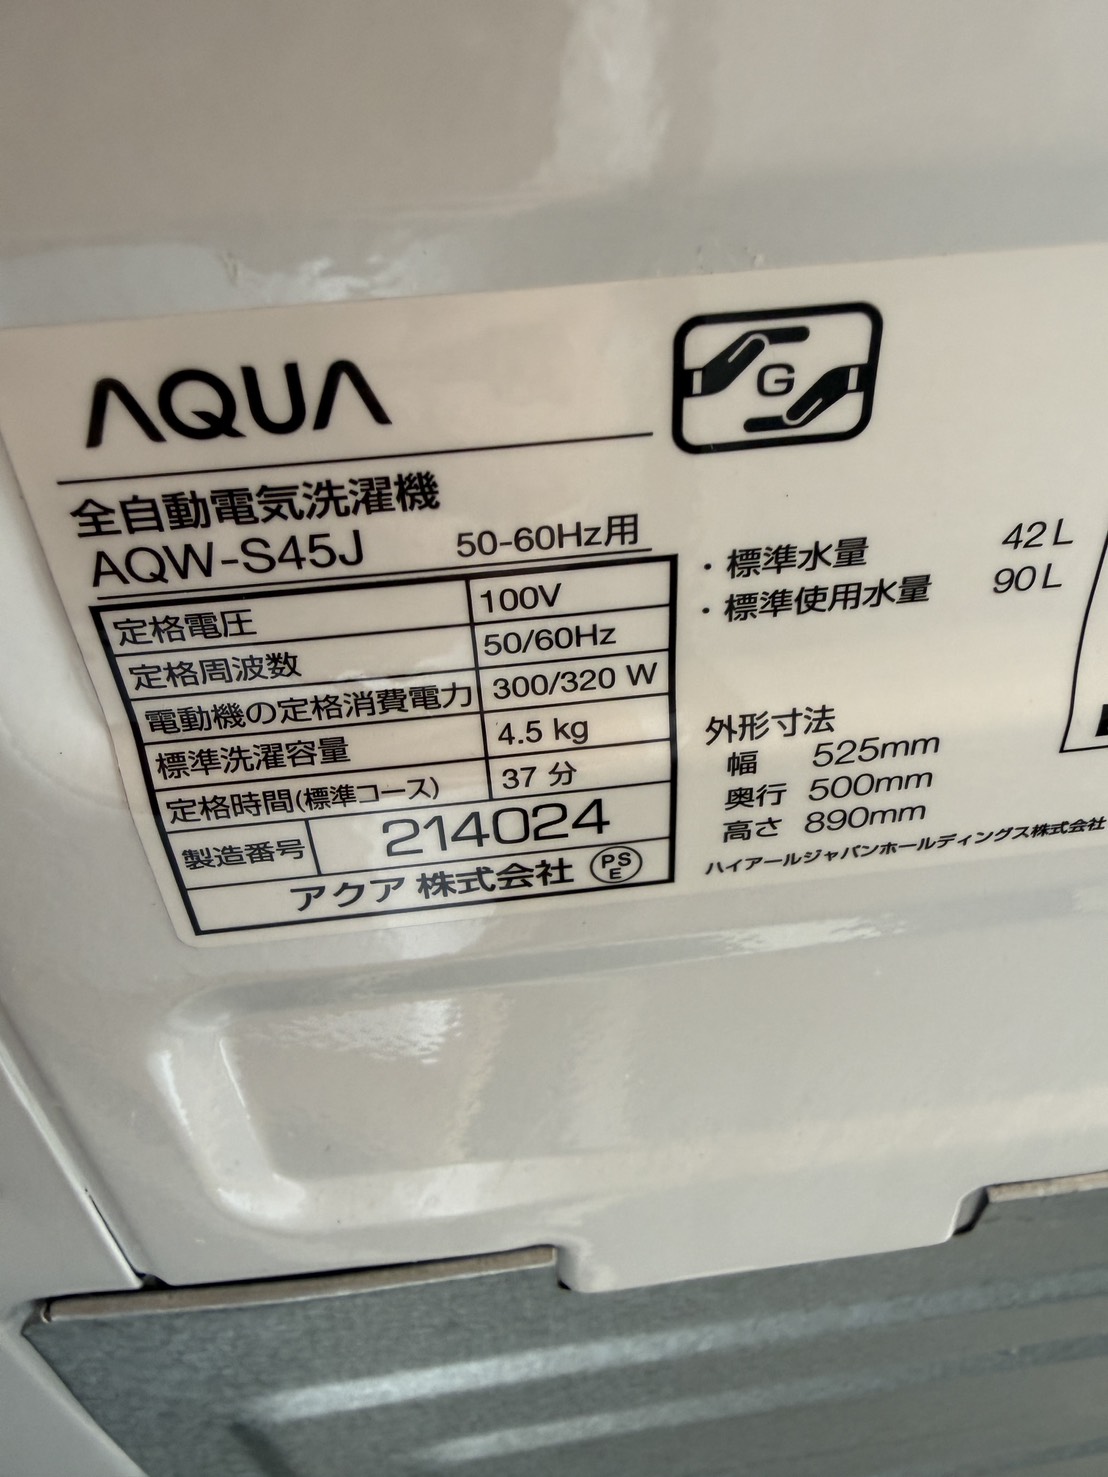 AQUA
G
全自動電気洗濯機
AQW-S45J 50-60Hz用
定格電圧 100V
定格周波数 50/60Hz
電動機の定格消費電力 300/320 W
標準洗濯容量 4.5 kg
定格時間(標準コース) 37 分
製造番号 214024
アクア 株式会社 PSE
・標準水量 42L
・標準使用水量 90L
外形寸法
幅 525mm
奥行 500mm
高さ 890mm
ハイアールジャパンホールディングス株式会社